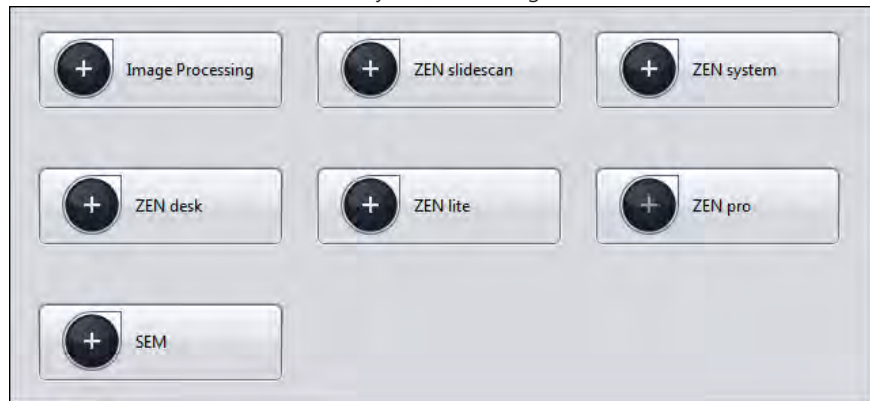 Image Processing
ZEN slidescan
ZEN system
ZEN desk
ZEN lite
ZEN pro
SEM